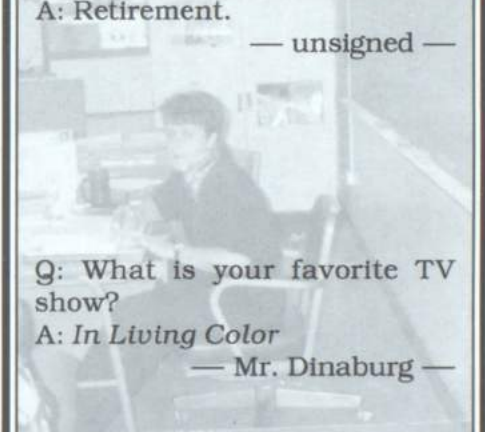 A: Retirement.
— unsigned —
Q: What is your favorite TV
show?
A: In Living Color
— Mr. Dinaburg —